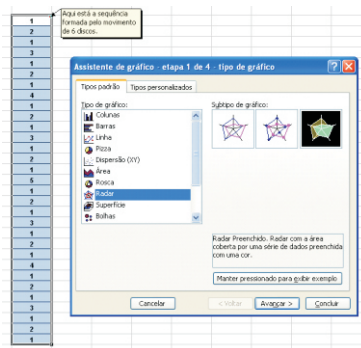 Aqui está a sequência
formada pelo movimento
de 6 discos.
1
2
1
3
1
2
1
4
1
2
1
3
1
2
1
5
1
2
1
3
1
2
1
4
1
2
1
3
1
2
1
Assistente de gráfico - etapa 1 de 4 - tipo de gráfico
Tipos padrão
Tipos personalizados
Tipo de gráfico:
Colunas
Barras
Linha
Pizza
Dispersão (XY)
Área
Rosca
Radar
Superfície
Bolhas
Subtipo de gráfico:
Radar Preenchido. Radar com a área
coberta por uma série de dados preenchida
com uma cor.
Manter pressionado para exibir exemplo
Cancelar
< Voltar
Avançar >
Concluir